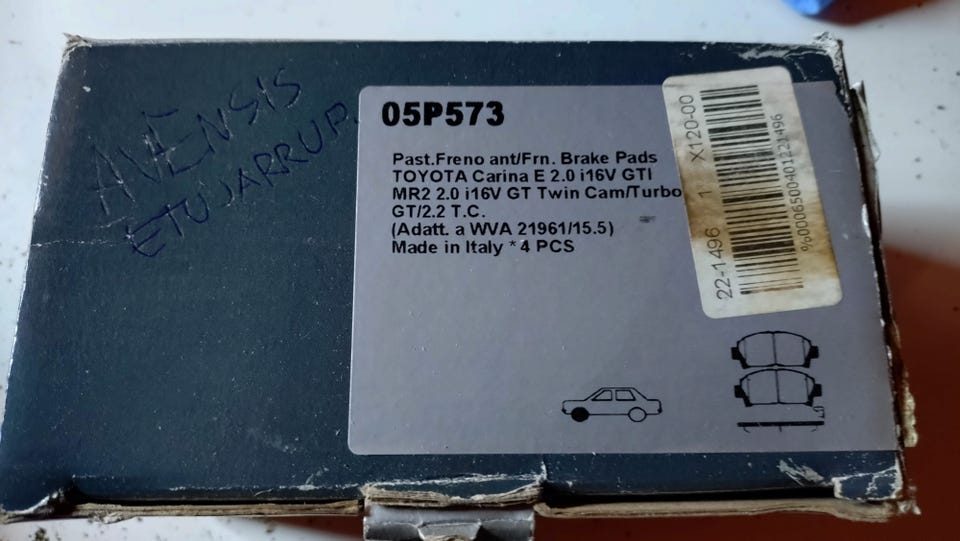 AVENSIS
ETUJARRUP.
05P573
Past.Freno ant/Frn. Brake Pads
TOYOTA Carina E 2.0 i16V GTI
MR2 2.0 i16V GT Twin Cam/Turbo
GT/2.2 T.C.
(Adatt. a WVA 21961/15.5)
Made in Italy * 4 PCS
22-1496 1 X120-00
%0006500401221496